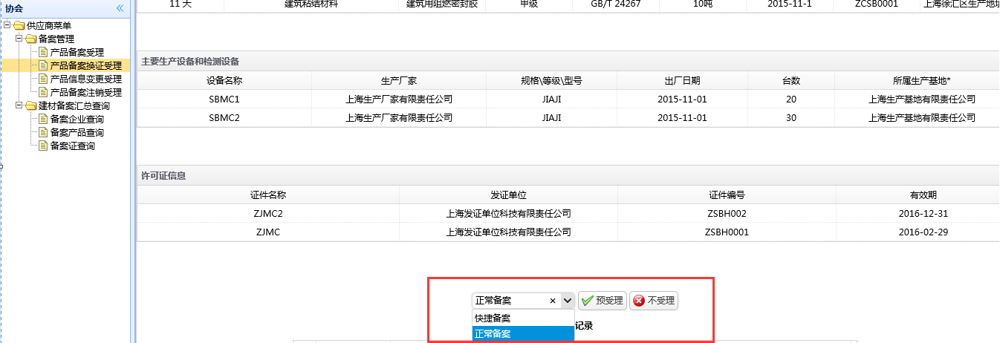 协会
供应商菜单
备案管理
产品备案受理
产品备案换证受理
产品信息变更受理
产品备案注销受理
建材备案汇总查询
备案企业查询
备案产品查询
备案证查询
11 天 建筑粘结材料 建筑用阻燃密封胶 甲级 GB/T 24267 10吨 2015-11-1 ZCSB0001 上海徐汇区生产地址
主要生产设备和检测设备
设备名称 生产厂家 规格\等级\型号 出厂日期 台数 所属生产基地*
SBMC1 上海生产厂家有限责任公司 JIAJI 2015-11-01 20 上海生产基地有限责任公司
SBMC2 上海生产厂家有限责任公司 JIAJI 2015-11-01 30 上海生产基地有限责任公司
许可证信息
证件名称 发证单位 证件编号 有效期
ZJMC2 上海发证单位科技有限责任公司 ZSBH002 2016-12-31
ZJMC 上海发证单位科技有限责任公司 ZSBH0001 2016-02-29
正常备案 预受理 不受理
快捷备案
正常备案
记录